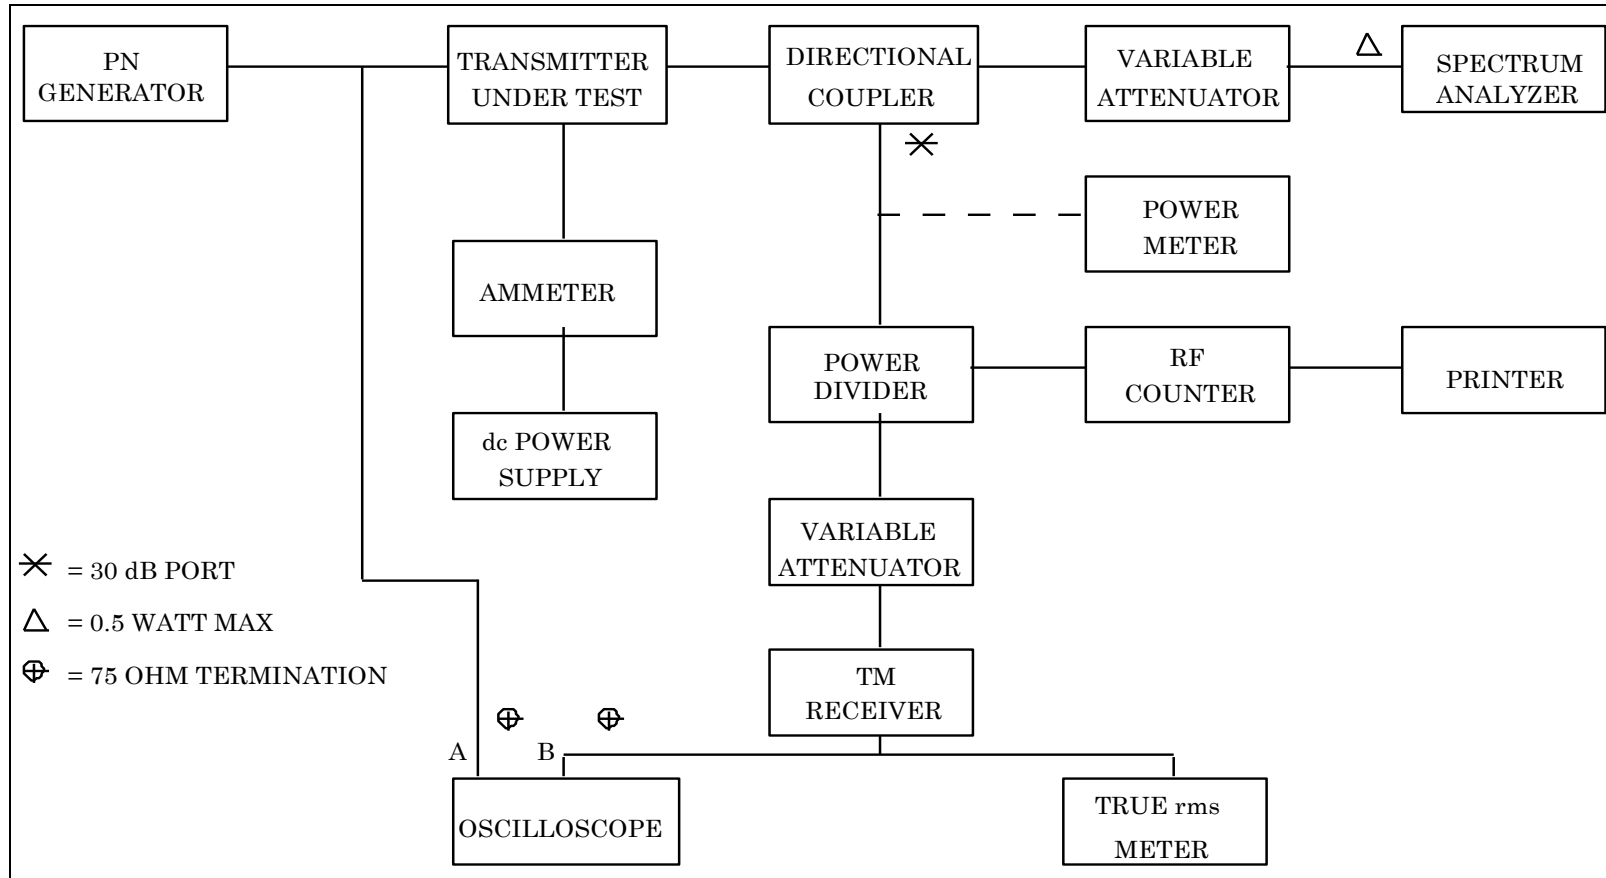 PN
GENERATOR
TRANSMITTER
UNDER TEST
DIRECTIONAL
COUPLER
VARIABLE
ATTENUATOR
SPECTRUM
ANALYZER
POWER
METER
AMMETER
POWER
DIVIDER
RF
COUNTER
PRINTER
dc POWER
SUPPLY
VARIABLE
ATTENUATOR
= 30 dB PORT
= 0.5 WATT MAX
= 75 OHM TERMINATION
TM
RECEIVER
A
B
OSCILLOSCOPE
TRUE rms
METER